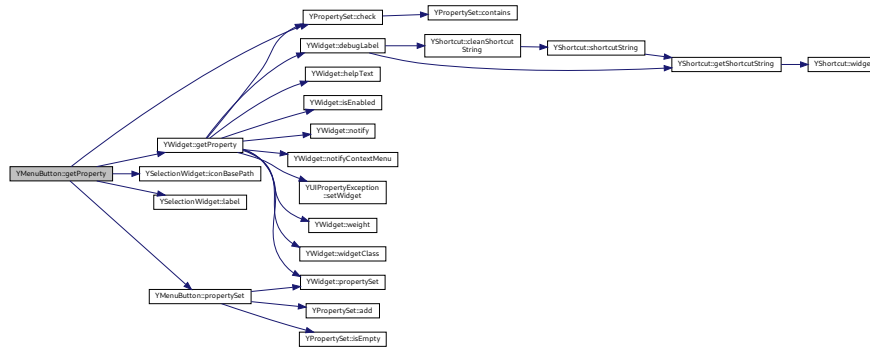 YPropertySet::check
YPropertySet::contains
YWidget::debugLabel
YShortcut::cleanShortcut
String
YShortcut::shortcutString
YShortcut::getShortcutString
YShortcut::widge
YWidget::helpText
YWidget::isEnabled
YWidget::notify
YWidget::getProperty
YWidget::notifyContextMenu
YMenuButton::getProperty
YSelectionWidget::iconBasePath
YUIPropertyException
::setWidget
YSelectionWidget::label
YWidget::weight
YWidget::widgetClass
YWidget::propertySet
YMenuButton::propertySet
YPropertySet::add
YPropertySet::isEmpty